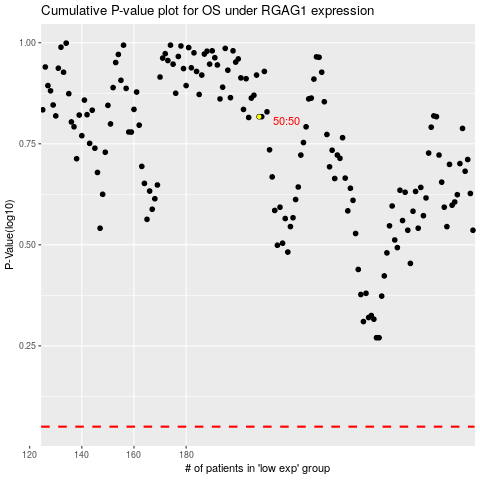 Cumulative P-value plot for OS under RGAG1 expression
P-Value(log10)
1.00
0.75
0.50
0.25
50:50
120 140 160 180
# of patients in 'low exp' group